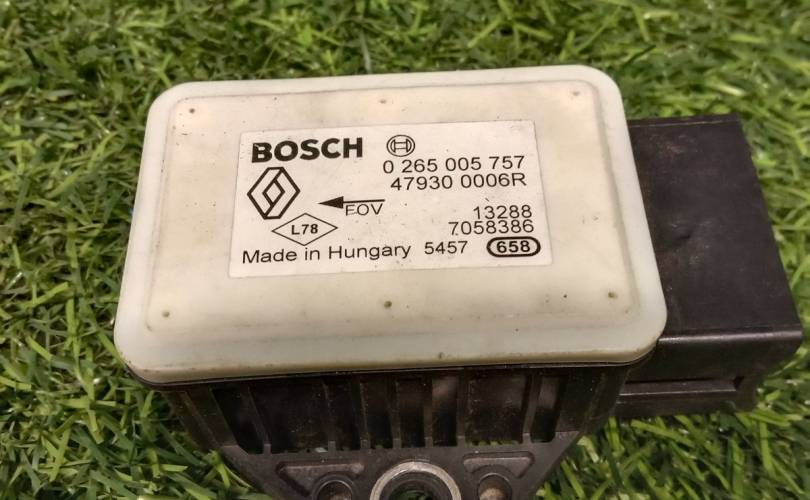 BOSCH
0 265 005 757
47930 0006R
FOV
13288
L78
7058386
Made in Hungary 5457 658